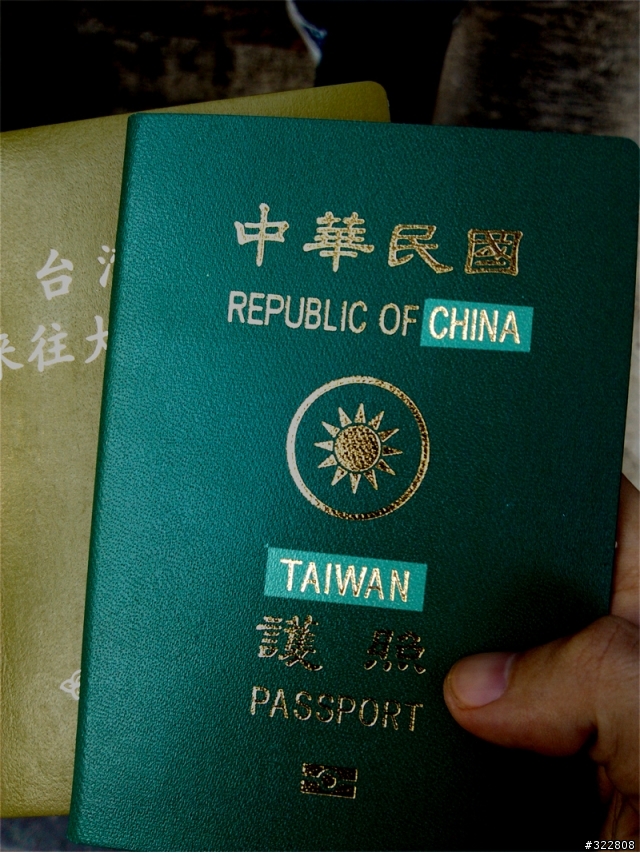 中華民國
REPUBLIC OF CHINA
TAIWAN
護照
PASSPORT
台
來往大
#322808